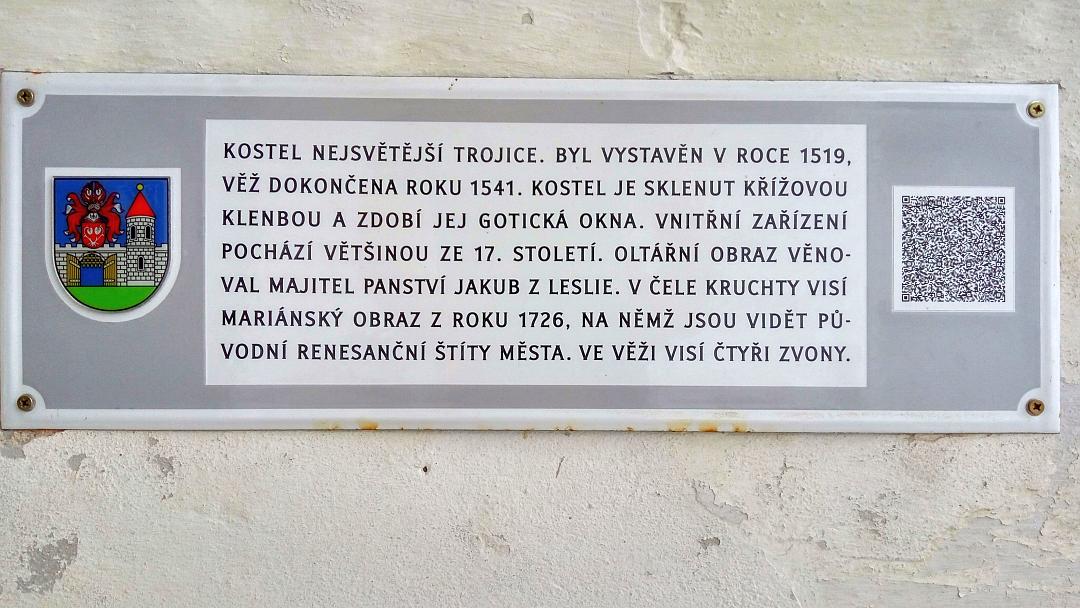 KOSTEL NEJSVĚTĚJŠÍ TROJICE. BYL VYSTAVĚN V ROCE 1519,
VĚŽ DOKONČENA ROKU 1541. KOSTEL JE SKLENUT KŘÍŽOVOU
KLENBOU A ZDOBÍ JEJ GOTICKÁ OKNA. VNITŘNÍ ZAŘÍZENÍ
POCHÁZÍ VĚTŠINOU ZE 17. STOLETÍ. OLTÁŘNÍ OBRAZ VĚNO-
VAL MAJITEL PANSTVÍ JAKUB Z LESLIE. V ČELE KRUCHTY VISÍ
MARIÁNSKÝ OBRAZ Z ROKU 1726, NA NĚMŽ JSOU VIDĚT PŮ-
VODNÍ RENESANČNÍ ŠTÍTY MĚSTA. VE VĚŽI VISÍ ČTYŘI ZVONY.